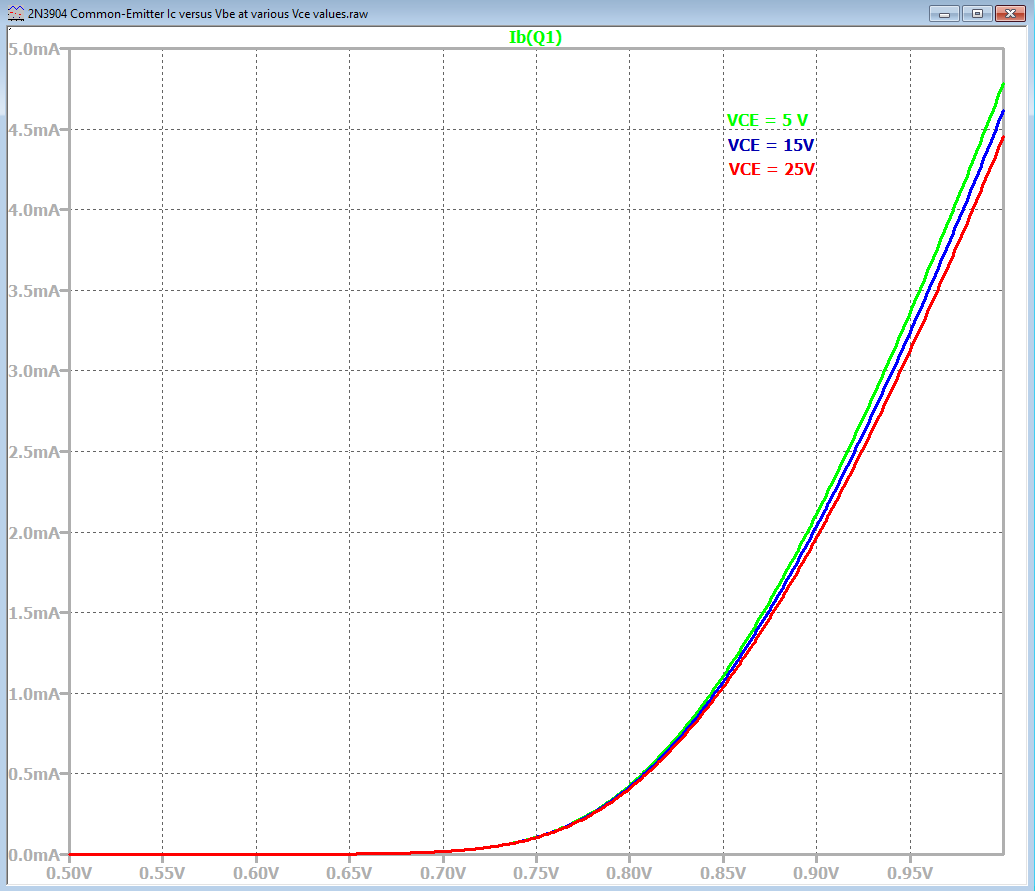 2N3904 Common-Emitter Ic versus Vbe at various Vce values.raw
Ib(Q1)
5.0mA
VCE = 5 V
4.5mA
VCE = 15V
VCE = 25V
4.0mA
3.5mA
3.0mA
2.5mA
2.0mA
1.5mA
1.0mA
0.5mA
0.0mA
0.50V 0.55V 0.60V 0.65V 0.70V 0.75V 0.80V 0.85V 0.90V 0.95V